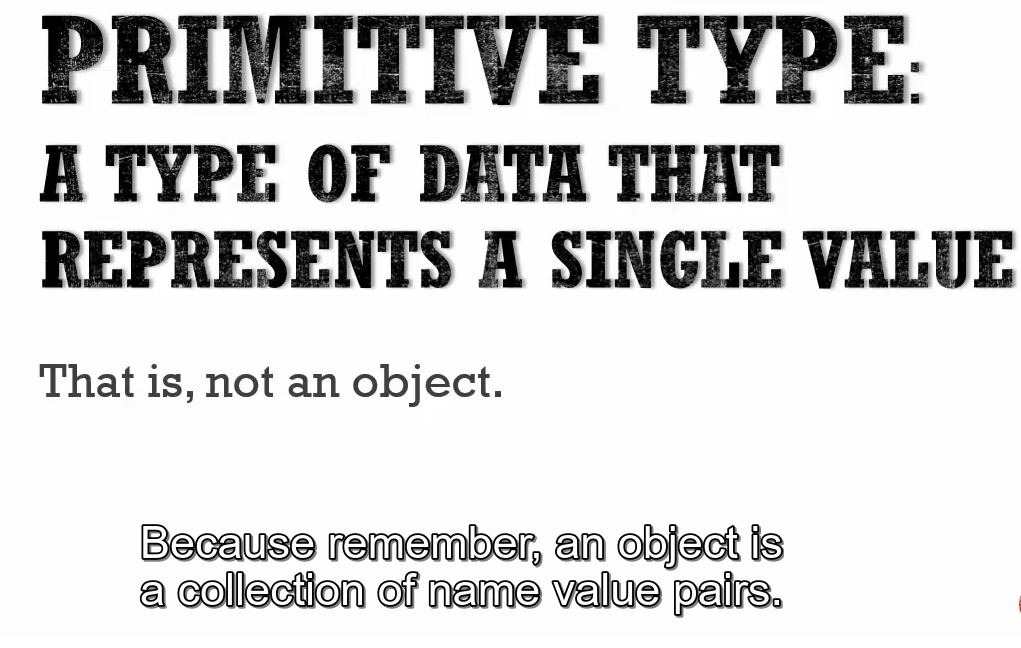 PRIMITIVE TYPE:
A TYPE OF DATA THAT
REPRESENTS A SINGLE VALUE
That is, not an object.
Because remember, an object is
a collection of name value pairs.